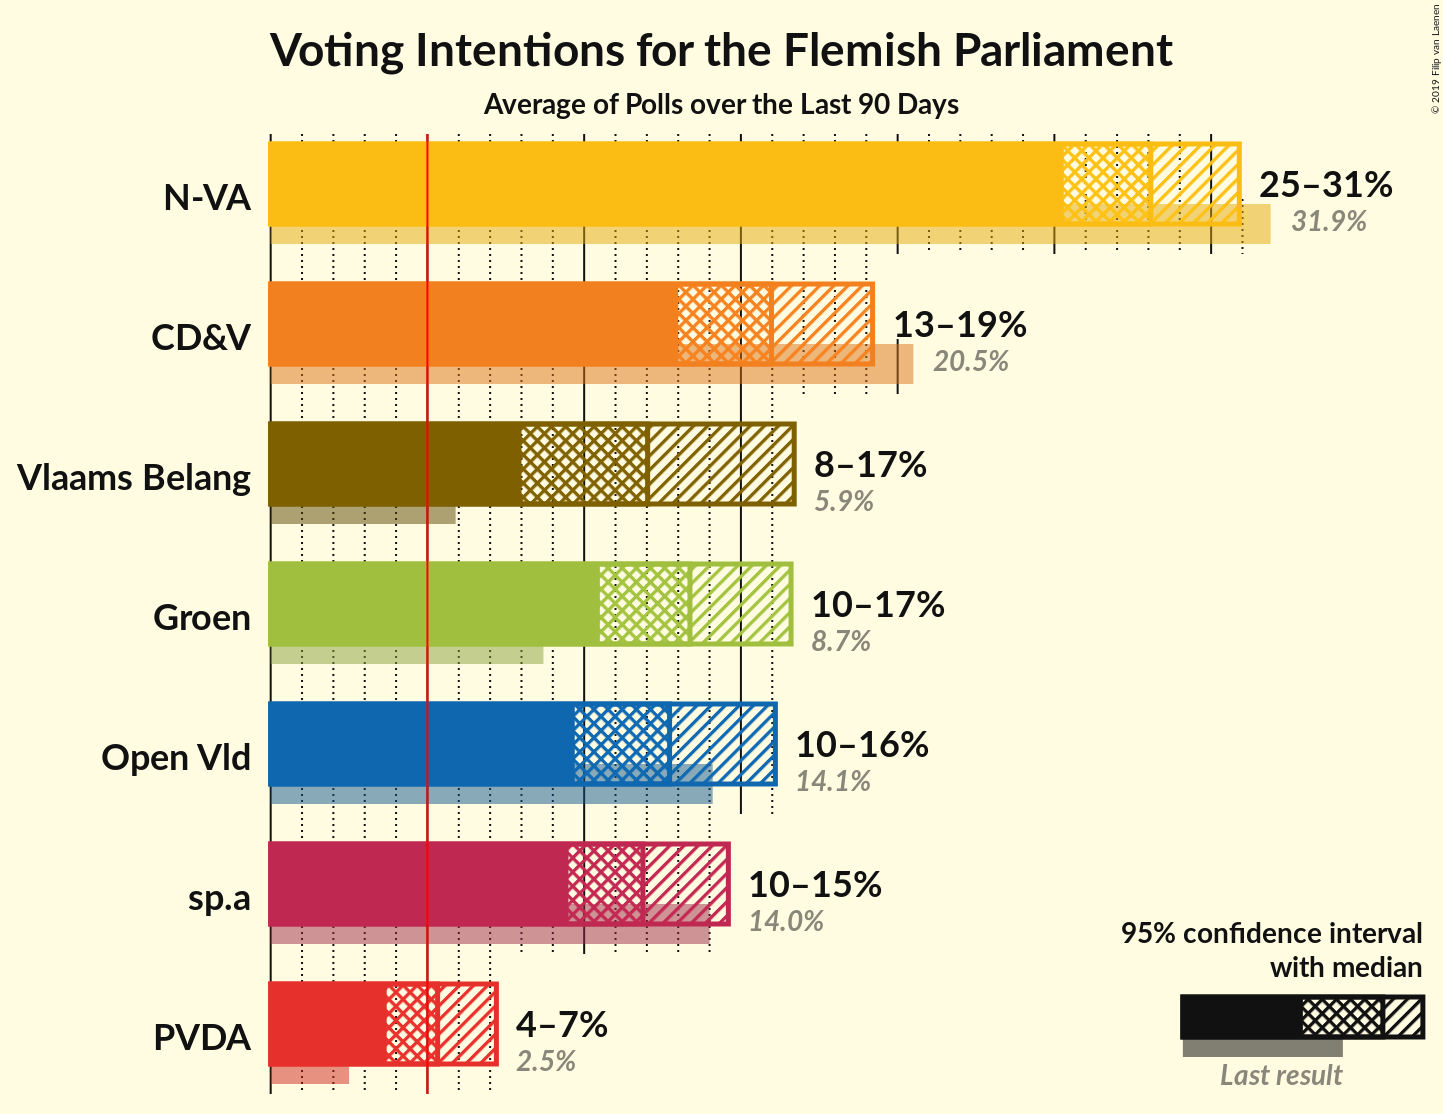 Voting Intentions for the Flemish Parliament
Average of Polls over the Last 90 Days
© 2019 Filip van Laenen
N-VA
25–31%
31.9%
CD&V
13–19%
20.5%
Vlaams Belang
8–17%
5.9%
Groen
10–17%
8.7%
Open Vld
10–16%
14.1%
sp.a
10–15%
14.0%
PVDA
4–7%
2.5%
95% confidence interval
with median
Last result